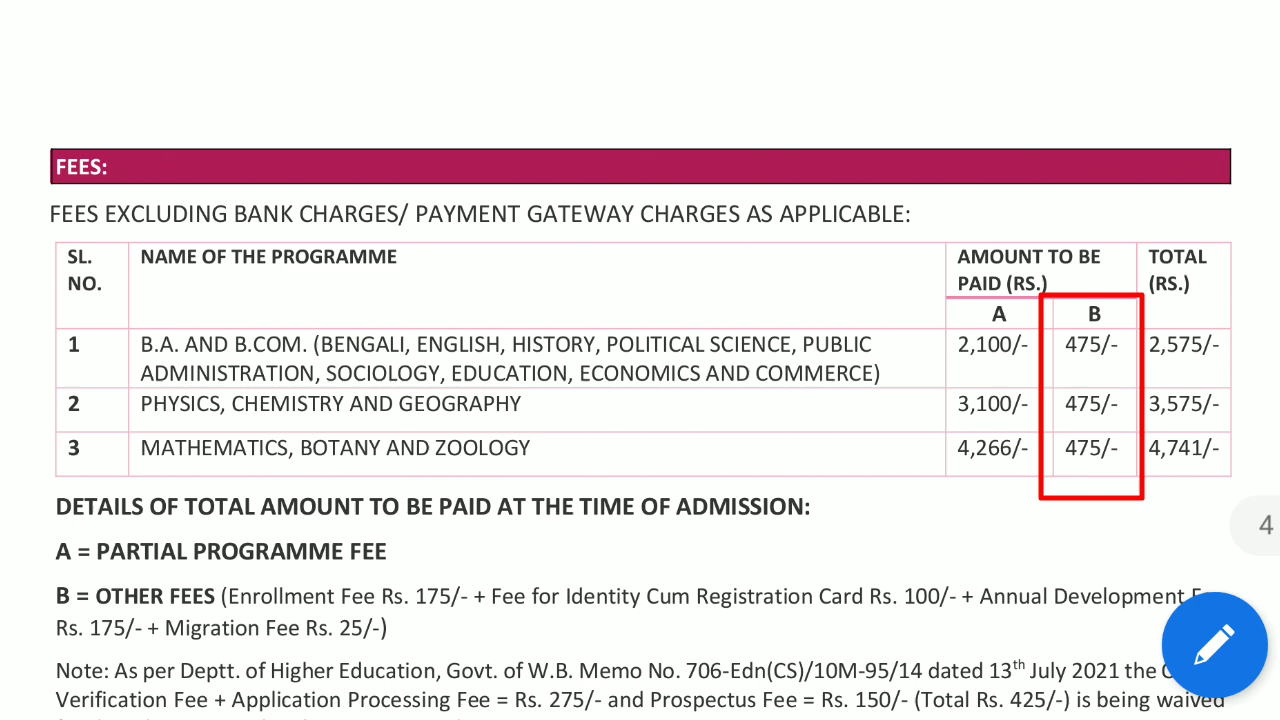 FEES:
FEES EXCLUDING BANK CHARGES/ PAYMENT GATEWAY CHARGES AS APPLICABLE:
SL. NO. NAME OF THE PROGRAMME AMOUNT TO BE PAID (RS.) TOTAL (RS.)
A B
1 B.A. AND B.COM. (BENGALI, ENGLISH, HISTORY, POLITICAL SCIENCE, PUBLIC 2,100/- 475/- 2,575/-
ADMINISTRATION, SOCIOLOGY, EDUCATION, ECONOMICS AND COMMERCE)
2 PHYSICS, CHEMISTRY AND GEOGRAPHY 3,100/- 475/- 3,575/-
3 MATHEMATICS, BOTANY AND ZOOLOGY 4,266/- 475/- 4,741/-
DETAILS OF TOTAL AMOUNT TO BE PAID AT THE TIME OF ADMISSION:
4
A = PARTIAL PROGRAMME FEE
B = OTHER FEES (Enrollment Fee Rs. 175/- + Fee for Identity Cum Registration Card Rs. 100/- + Annual Development
Rs. 175/- + Migration Fee Rs. 25/-)
Note: As per Deptt. of Higher Education, Govt. of W.B. Memo No. 706-Edn(CS)/10M-95/14 dated 13th July 2021 the
Verification Fee + Application Processing Fee = Rs. 275/- and Prospectus Fee = Rs. 150/- (Total Rs. 425/-) is being waived